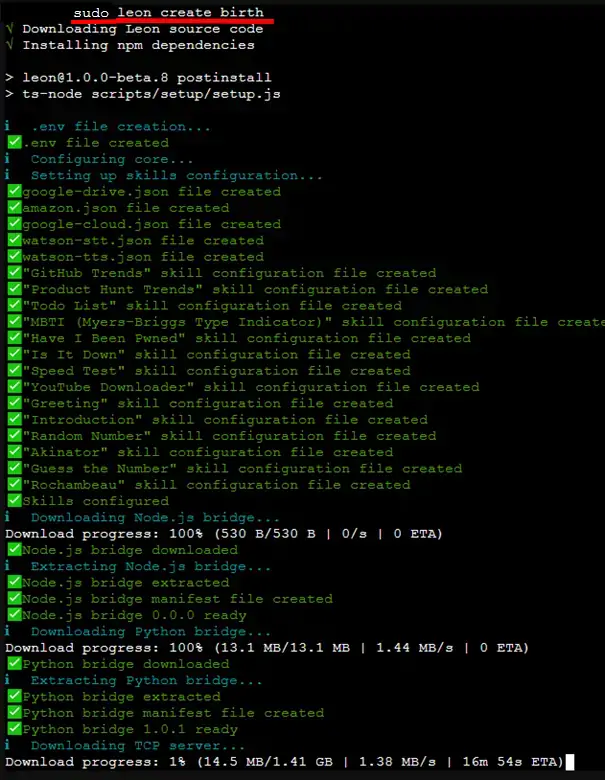 sudo leon create birth
√ Downloading Leon source code
√ Installing npm dependencies
> leon@1.0.0-beta.8 postinstall
> ts-node scripts/setup/setup.js
i .env file creation...
✅.env file created
i Configuring core...
i Setting up skills configuration...
✅google-drive.json file created
✅amazon.json file created
✅google-cloud.json file created
✅watson-stt.json file created
✅watson-tts.json file created
✅"GitHub Trends" skill configuration file created
✅"Product Hunt Trends" skill configuration file created
✅"Todo List" skill configuration file created
✅"MBTI (Myers-Briggs Type Indicator)" skill configuration file create
✅"Have I Been Pwned" skill configuration file created
✅"Is It Down" skill configuration file created
✅"Speed Test" skill configuration file created
✅"YouTube Downloader" skill configuration file created
✅"Greeting" skill configuration file created
✅"Introduction" skill configuration file created
✅"Random Number" skill configuration file created
✅"Akinator" skill configuration file created
✅"Guess the Number" skill configuration file created
✅"Rochambeau" skill configuration file created
✅Skills configured
i Downloading Node.js bridge...
Download progress: 100% (530 B/530 B | 0/s | 0 ETA)
✅Node.js bridge downloaded
i Extracting Node.js bridge...
✅Node.js bridge extracted
✅Node.js bridge manifest file created
✅Node.js bridge 0.0.0 ready
i Downloading Python bridge...
Download progress: 100% (13.1 MB/13.1 MB | 1.44 MB/s | 0 ETA)
✅Python bridge downloaded
i Extracting Python bridge...
✅Python bridge extracted
✅Python bridge manifest file created
✅Python bridge 1.0.1 ready
i Downloading TCP server...
Download progress: 1% (14.5 MB/1.41 GB | 1.38 MB/s | 16m 54s ETA)